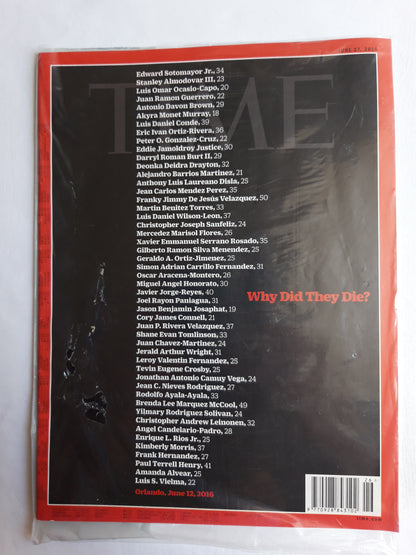 JUNE 27, 2016
TIME
Edward Sotomayor Jr., 34
Stanley Almodovar III, 23
Luis Omar Ocasio-Capo, 20
Juan Ramon Guerrero, 22
Antonio Davon Brown, 29
Akyra Monet Murray, 18
Luis Daniel Conde, 39
Eric Ivan Ortiz-Rivera, 36
Peter O. Gonzalez-Cruz, 22
Eddie Jamoldroy Justice, 30
Darryl Roman Burt II, 29
Deonka Deidra Drayton, 32
Alejandro Barrios Martinez, 21
Anthony Luis Laureano Disla, 25
Jean Carlos Mendez Perez, 35
Franky Jimmy De Jesús Velazquez, 50
Martin Benitez Torres, 33
Luis Daniel Wilson-Leon, 37
Christopher Joseph Sanfeliz, 24
Mercedez Marisol Flores, 26
Xavier Emmanuel Serrano Rosado, 35
Gilberto Ramon Silva Menendez, 25
Geraldo A. Ortiz-Jimenez, 25
Simon Adrian Carrillo Fernandez, 31
Oscar Aracena-Montero, 26
Miguel Angel Honorato, 30
Javier Jorge-Reyes, 40
Joel Rayon Paniagua, 31
Why Did They Die?
Jason Benjamin Josaphat, 19
Cory James Connell, 21
Juan P. Rivera Velazquez, 37
Shane Evan Tomlinson, 33
Juan Chavez-Martinez, 24
Jerald Arthur Wright, 31
Leroy Valentin Fernandez, 25
Tevin Eugene Crosby, 25
Jonathan Antonio Camuy Vega, 24
Jean C. Nieves Rodriguez, 27
Rodolfo Ayala-Ayala, 33
Brenda Lee Marquez McCool, 49
Yilmary Rodriguez Solivan, 24
Christopher Andrew Leinonen, 32
Angel Candelario-Padro, 28
Enrique L. Rios Jr., 25
Kimberly Morris, 37
Frank Hernandez, 27
Paul Terrell Henry, 41
Amanda Alvear, 25
Luis S. Vielma, 22
Orlando, June 12, 2016
26
9 770928 843102
time.com